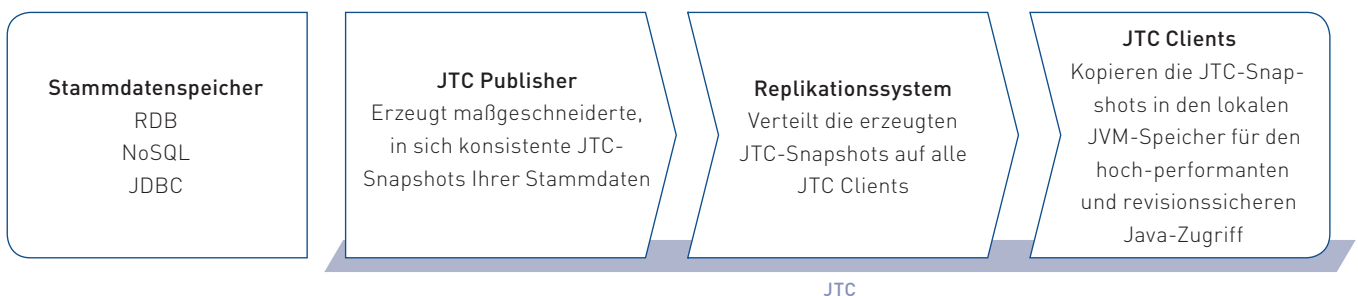 Stammdatenspeicher
RDB
NoSQL
JDBC
JTC Publisher
Erzeugt maßgeschneiderte,
in sich konsistente JTC-
Snapshots Ihrer Stammdaten
Replikationssystem
Verteilt die erzeugten
JTC-Snapshots auf alle
JTC Clients
JTC Clients
Kopieren die JTC-Snap-
shots in den lokalen
JVM-Speicher für den
hoch-performanten
und revisionssicheren
Java-Zugriff
JTC